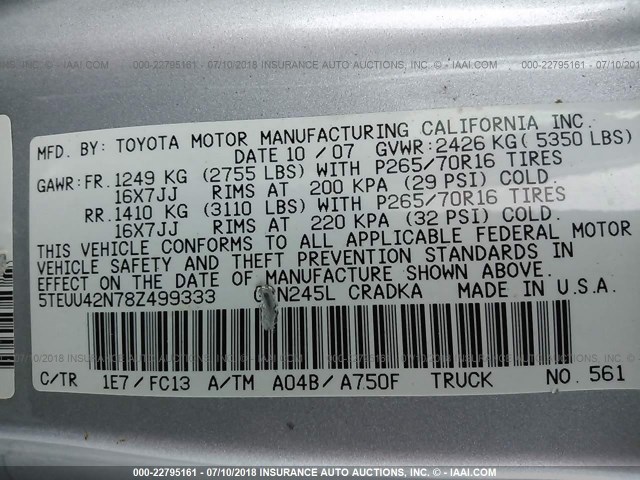 000-22795161 - 07/10/2018 INSURANCE AUTO AUCTIONS, INC. © - IAAI.COM
MFD. BY: TOYOTA MOTOR MANUFACTURING CALIFORNIA INC.
DATE 10 / 07 GVWR: 2426 KG( 5350 LBS)
GAWR: FR. 1249 KG (2755 LBS) WITH P265/70R16 TIRES
16X7JJ RIMS AT 200 KPA (29 PSI) COLD.
RR. 1410 KG (3110 LBS) WITH P265/70R16 TIRES
16X7JJ RIMS AT 220 KPA (32 PSI) COLD.
THIS VEHICLE CONFORMS TO ALL APPLICABLE FEDERAL MOTOR
VEHICLE SAFETY AND THEFT PREVENTION STANDARDS IN
EFFECT ON THE DATE OF MANUFACTURE SHOWN ABOVE.
5TEUU42N78Z499333 N245L CRADKA MADE IN U.S.A.
C/TR 1E7 / FC13 A/TM A04B/ A750F TRUCK NO. 561
000-22795161 - 07/10/2018 INSURANCE AUTO AUCTIONS, INC. © - IAAI.COM